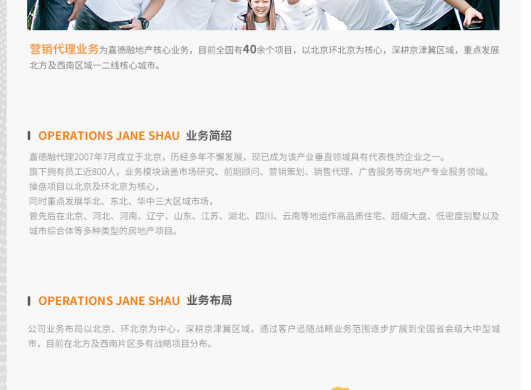 营销代理业务为嘉德融地产核心业务，目前全国有40余个项目，以北京环北京为核心，深耕京津冀区域，重点发展
北方及西南区域一二线核心城市。
OPERATIONS JANE SHAU 业务简绍
嘉德融代理2007年7月成立于北京，历经多年不懈发展，现已成为该产业垂直领域具有代表性的企业之一。
旗下拥有员工近800人，业务模块涵盖市场研究、前期顾问、营销策划、销售代理、广告服务等房地产专业服务领域。
操盘项目以北京及环北京为核心，
同时重点发展华北、东北、华中三大区域市场，
曾先后在北京、河北、河南、辽宁、山东、江苏、湖北、四川、云南等地运作高品质住宅、超级大盘、低密度别墅以及
城市综合体等多种类型的房地产项目。
OPERATIONS JANE SHAU 业务布局
公司业务布局以北京、环北京为中心，深耕京津冀区域，通过客户追随战略业务范围逐步扩展到全国省会级大中型城
市，目前在北方及西南片区多有战略项目分布。